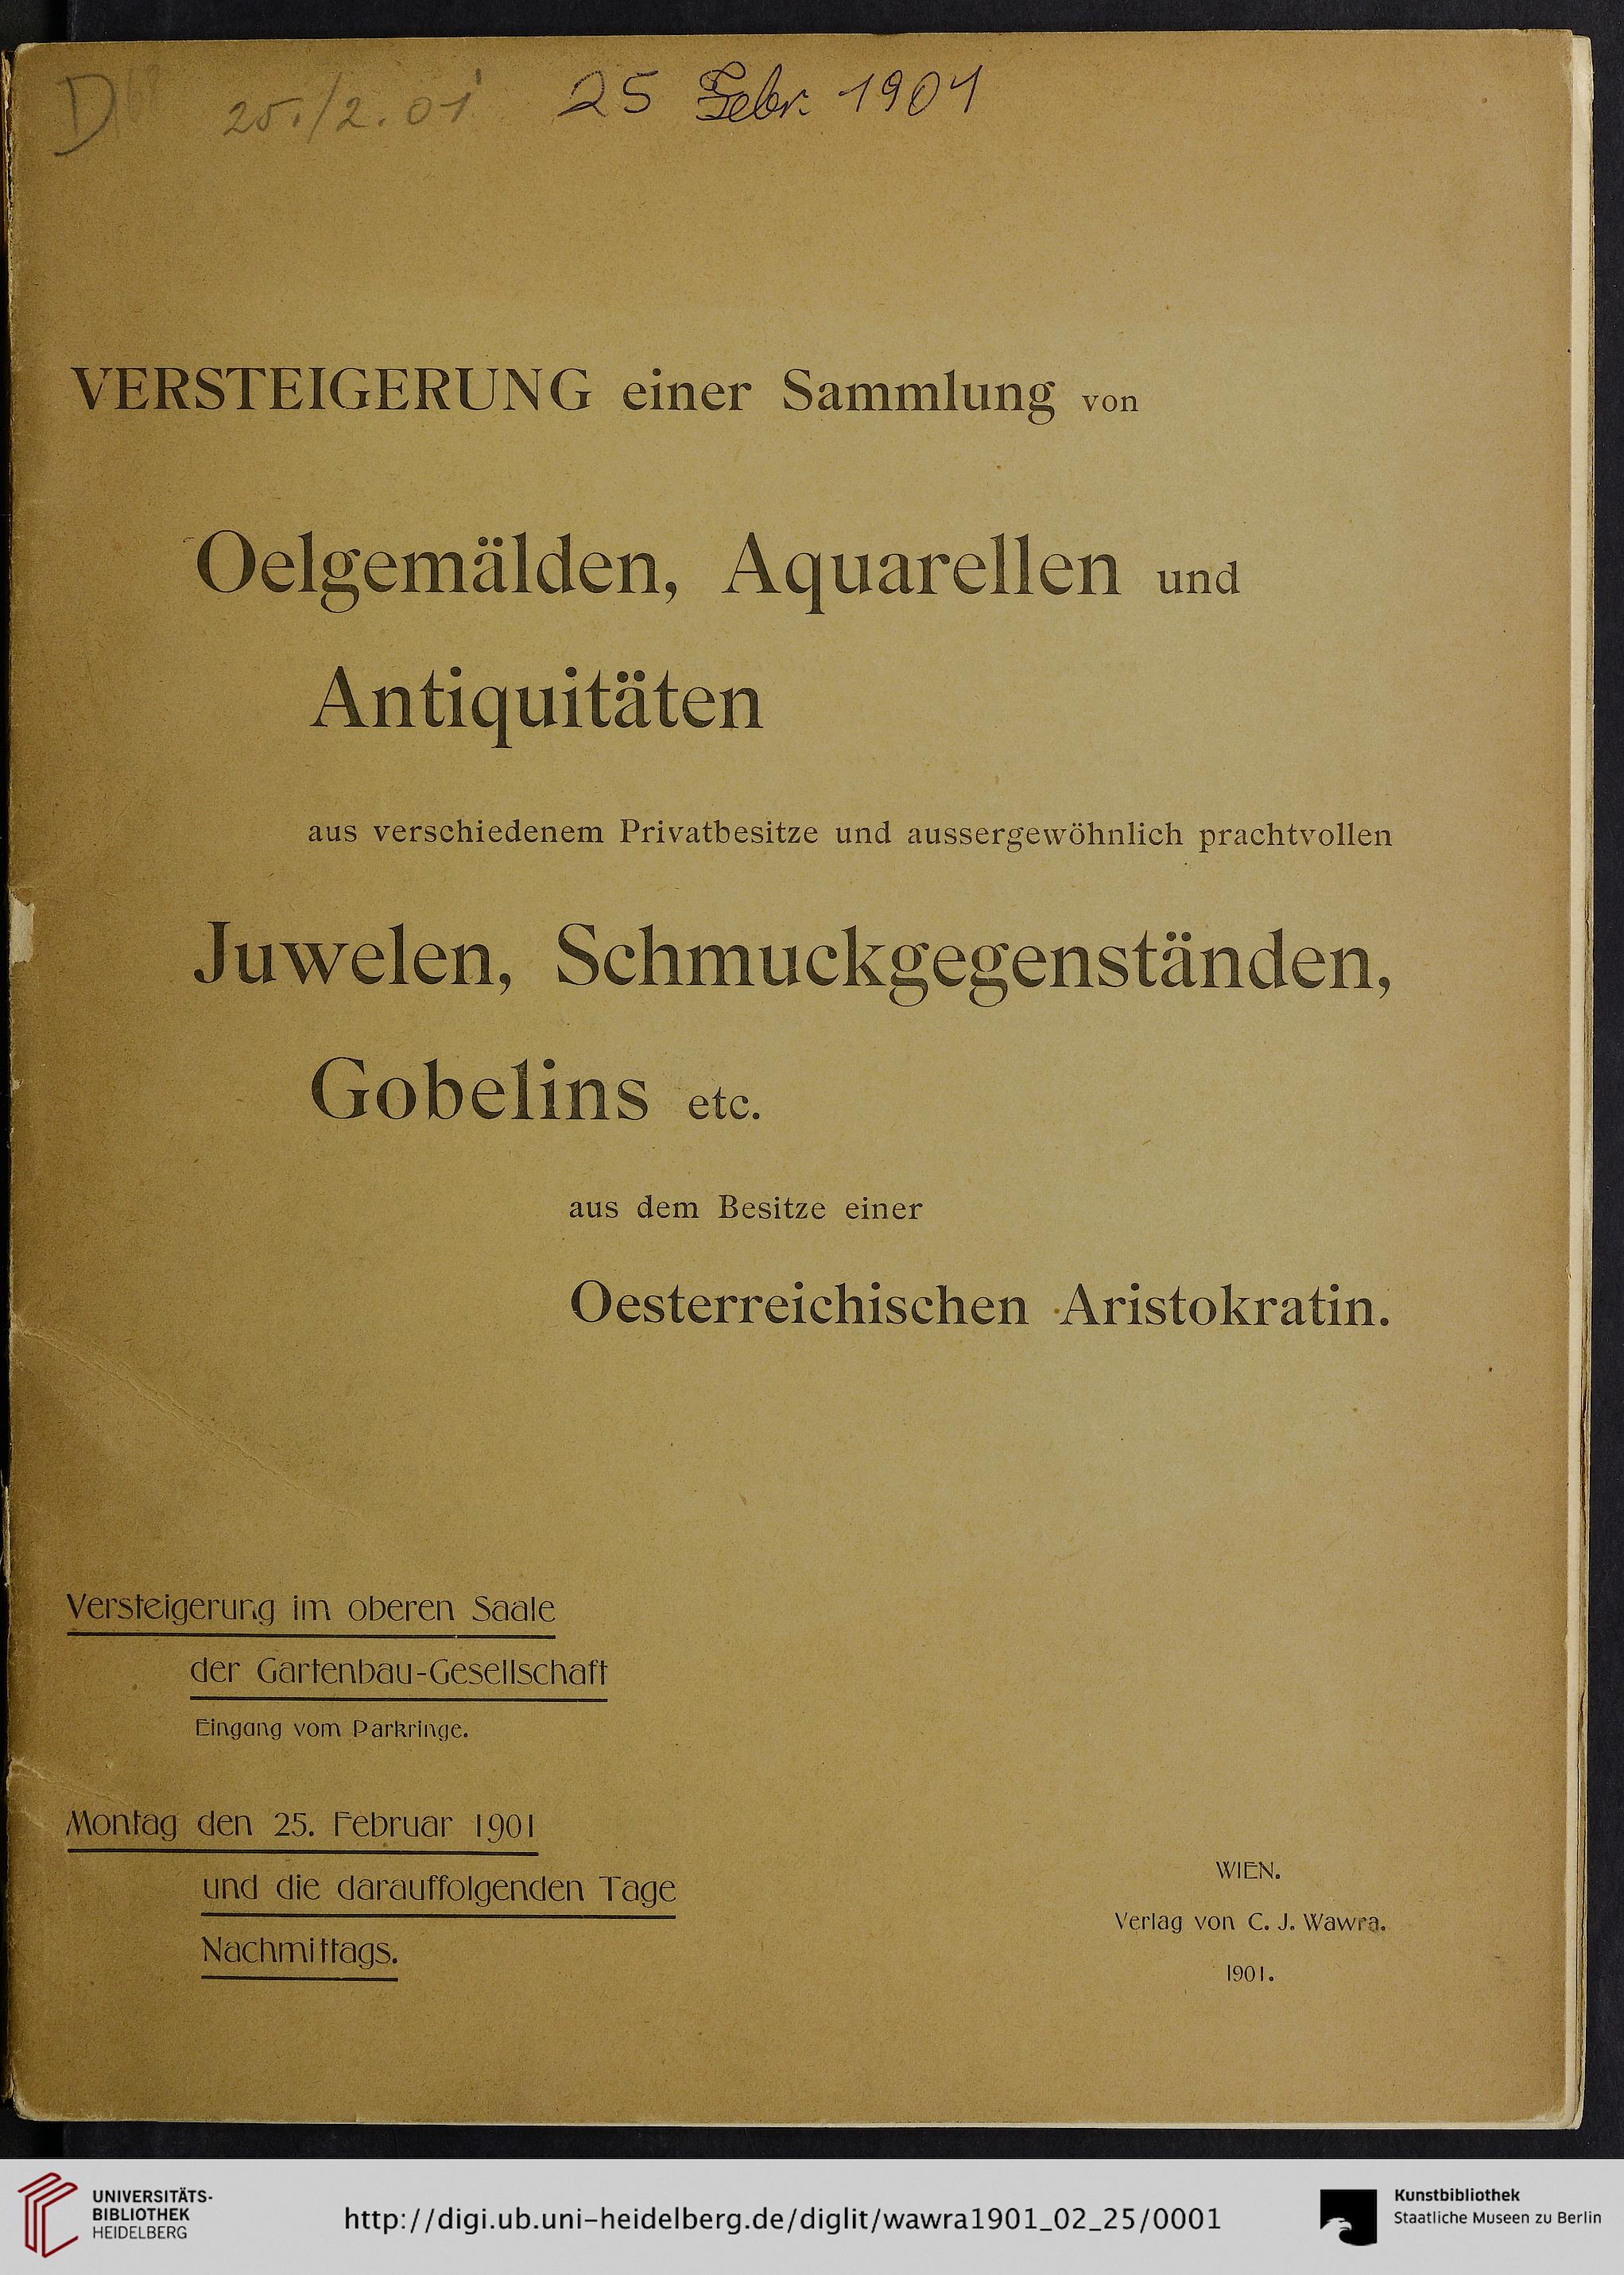 D 25./2.01 25 Febr. 1901
VERSTEIGERUNG einer Sammlung von
Oelgemälden, Aquarellen und
Antiquitäten
aus verschiedenem Privatbesitze und aussergewöhnlich prachtvollen
Juwelen, Schmuckgegenständen,
Gobelins etc.
aus dem Besitze einer
Oesterreichischen Aristokratin.
Versteigerung im oberen Saale
der Gartenbau-Gesellschaft
Eingang vom Parkringe.
Montag den 25. Februar 1901
und die darauffolgenden Tage
Nachmittags.
WIEN.
Verlag von C. J. Wawra.
1901.
UNIVERSITÄTS-
BIBLIOTHEK
HEIDELBERG
http://digi.ub.uni-heidelberg.de/diglit/wawra1901_02_25/0001
Kunstbibliothek
Staatliche Museen zu Berlin